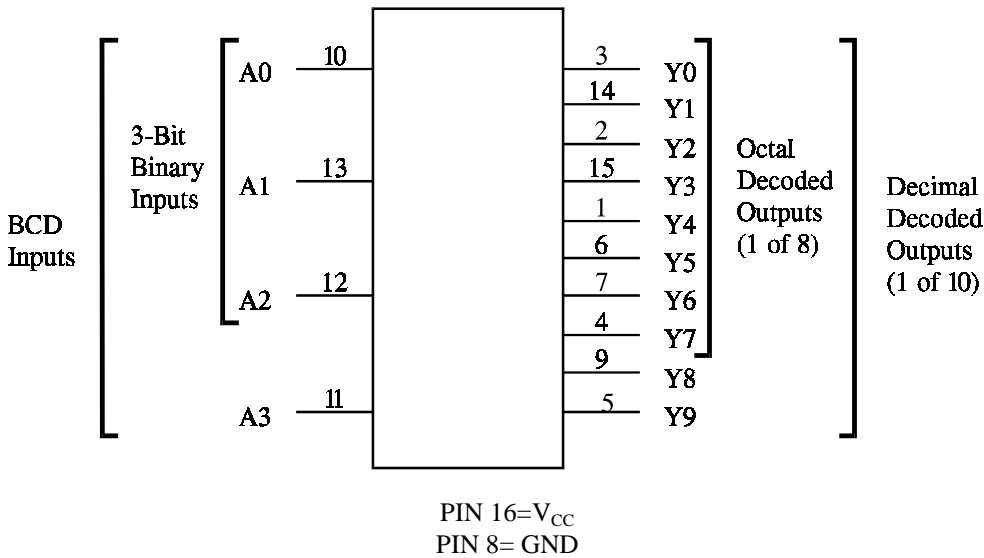 BCD
Inputs
3-Bit
Binary
Inputs
A0
10
A1
13
A2
12
A3
11
3
Y0
14
Y1
2
Y2
15
Y3
1
Y4
6
Y5
7
Y6
4
Y7
9
Y8
5
Y9
Octal
Decoded
Outputs
(1 of 8)
Decimal
Decoded
Outputs
(1 of 10)
PIN 16=VCC
PIN 8= GND